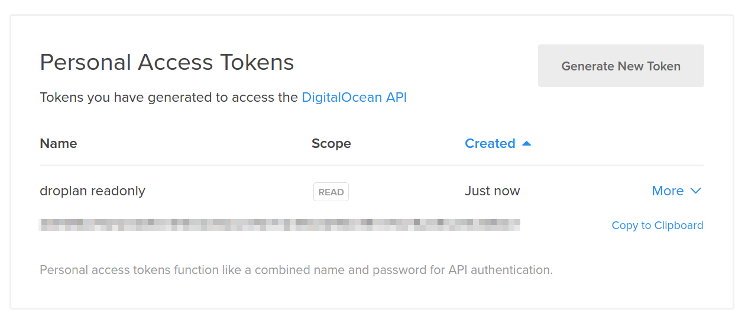 Personal Access Tokens
Generate New Token
Tokens you have generated to access the DigitalOcean API
Name Scope Created
droplan readonly READ Just now More
Copy to Clipboard
Personal access tokens function like a combined name and password for API authentication.